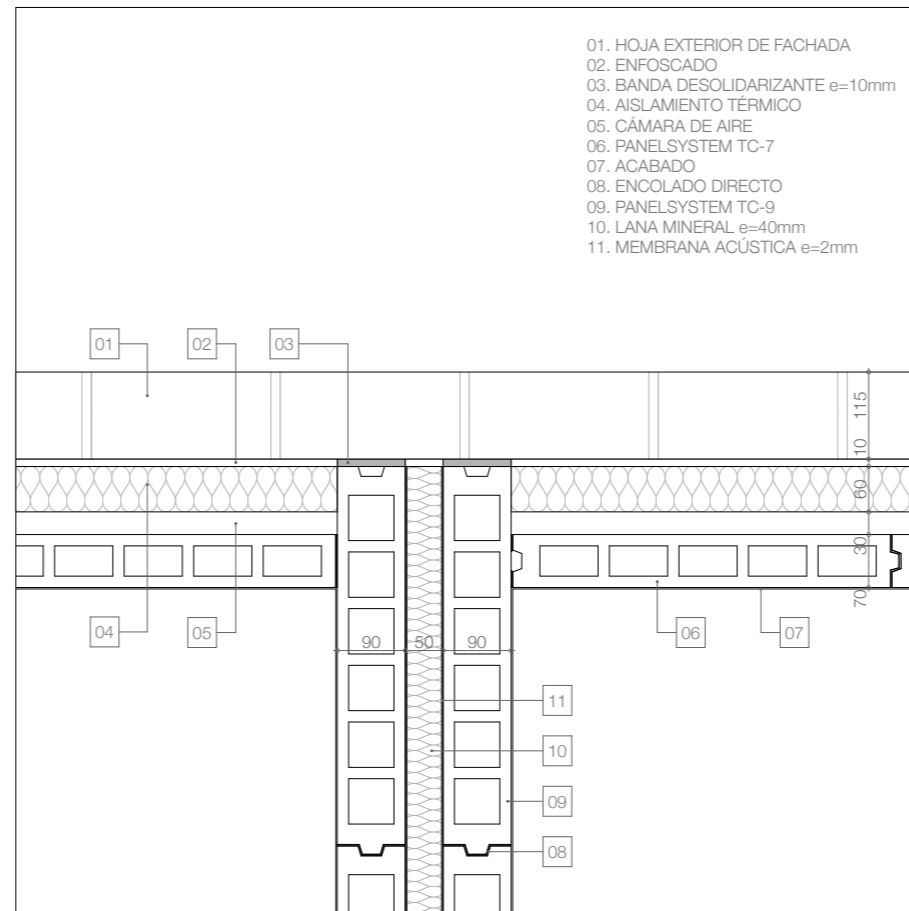 01. HOJA EXTERIOR DE FACHADA
02. ENFOSCADO
03. BANDA DESOLIDARIZANTE e=10mm
04. AISLAMIENTO TÉRMICO
05. CÁMARA DE AIRE
06. PANELSYSTEM TC-7
07. ACABADO
08. ENCOLADO DIRECTO
09. PANELSYSTEM TC-9
10. LANA MINERAL e=40mm
11. MEMBRANA ACÚSTICA e=2mm
01
02
03
115
10
60
30
70
04
05
90
50
90
06
07
11
10
09
08